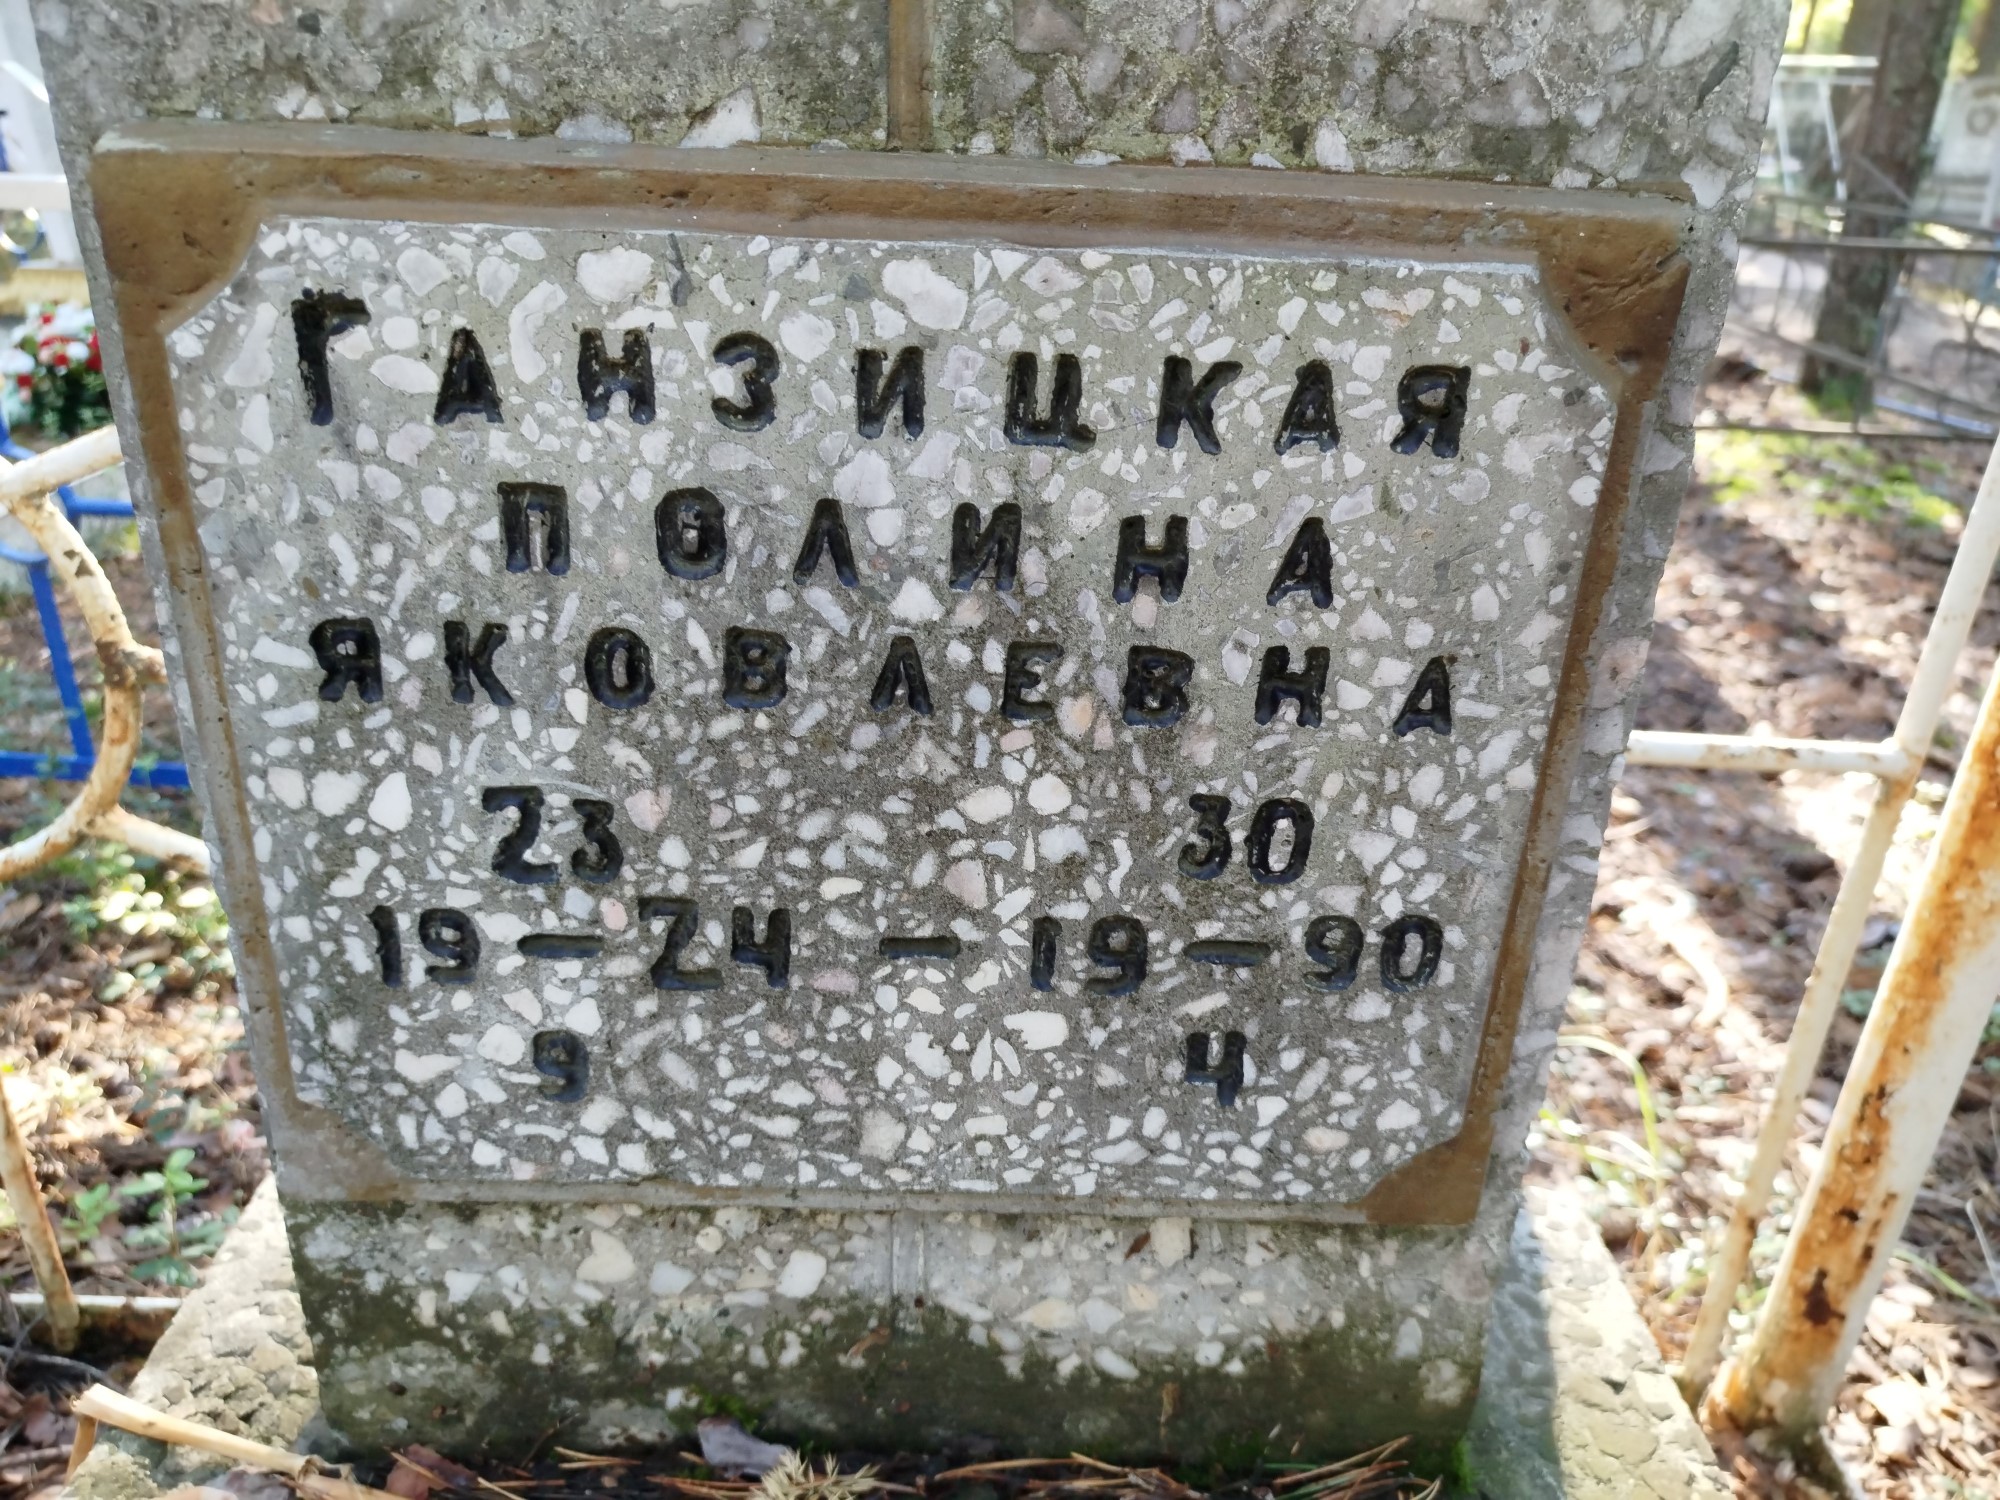 ГАНЗИЦКАЯ
ПОЛИНА
ЯКОВЛЕВНА
23 30
19—24 — 19—90
9 4